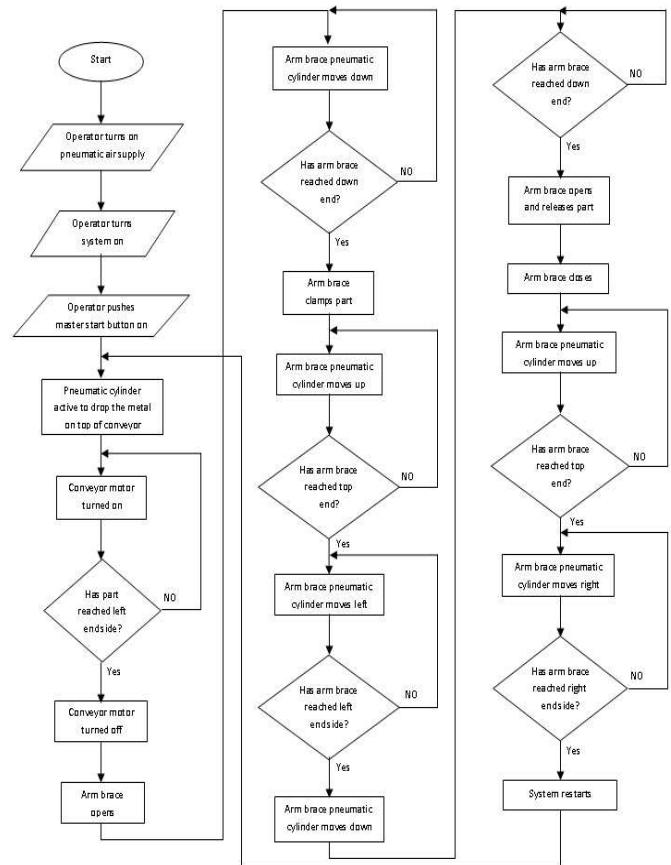 Start
Operator turns on
pneumatic air supply
Operator turns
system on
Operator pushes
master start button on
Pneumatic cylinder
active to drop the metal
on top of conveyor
Conveyor motor
turned on
Has part
reached left
end side?
NO
Yes
Conveyor motor
turned off
Arm brace
opens
Arm brace pneumatic
cylinder moves down
Has arm brace
reached down
end?
NO
Yes
Arm brace
clamps part
Arm brace pneumatic
cylinder moves up
Has arm brace
reached top
end?
NO
Yes
Arm brace pneumatic
cylinder moves left
Has arm brace
reached left
end side?
NO
Yes
Arm brace pneumatic
cylinder moves down
Has arm brace
reached down
end?
NO
Yes
Arm brace opens
and releases part
Arm brace closes
Arm brace pneumatic
cylinder moves up
Has arm brace
reached top
end?
NO
Yes
Arm brace pneumatic
cylinder moves right
Has arm brace
reached right
end side?
NO
Yes
System restarts